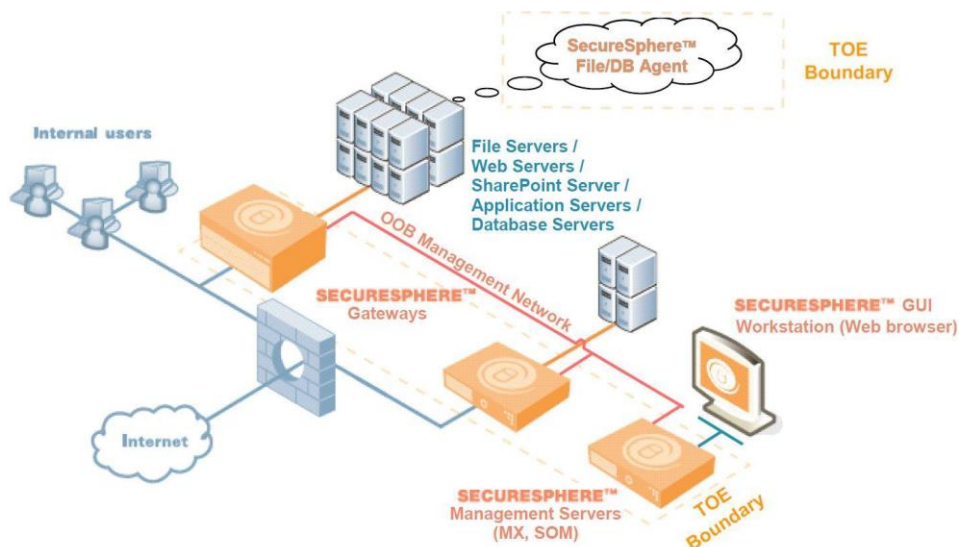 SecureSphere™
File/DB Agent
TOE
Boundary
Internal users
File Servers /
Web Servers /
SharePoint Server /
Application Servers /
Database Servers
OOB Management Network
SECURESPHERE™
Gateways
SECURESPHERE™ GUI
Workstation (Web browser)
Internet
SECURESPHERE™
Management Servers
(MX, SOM)
TOE
Boundary